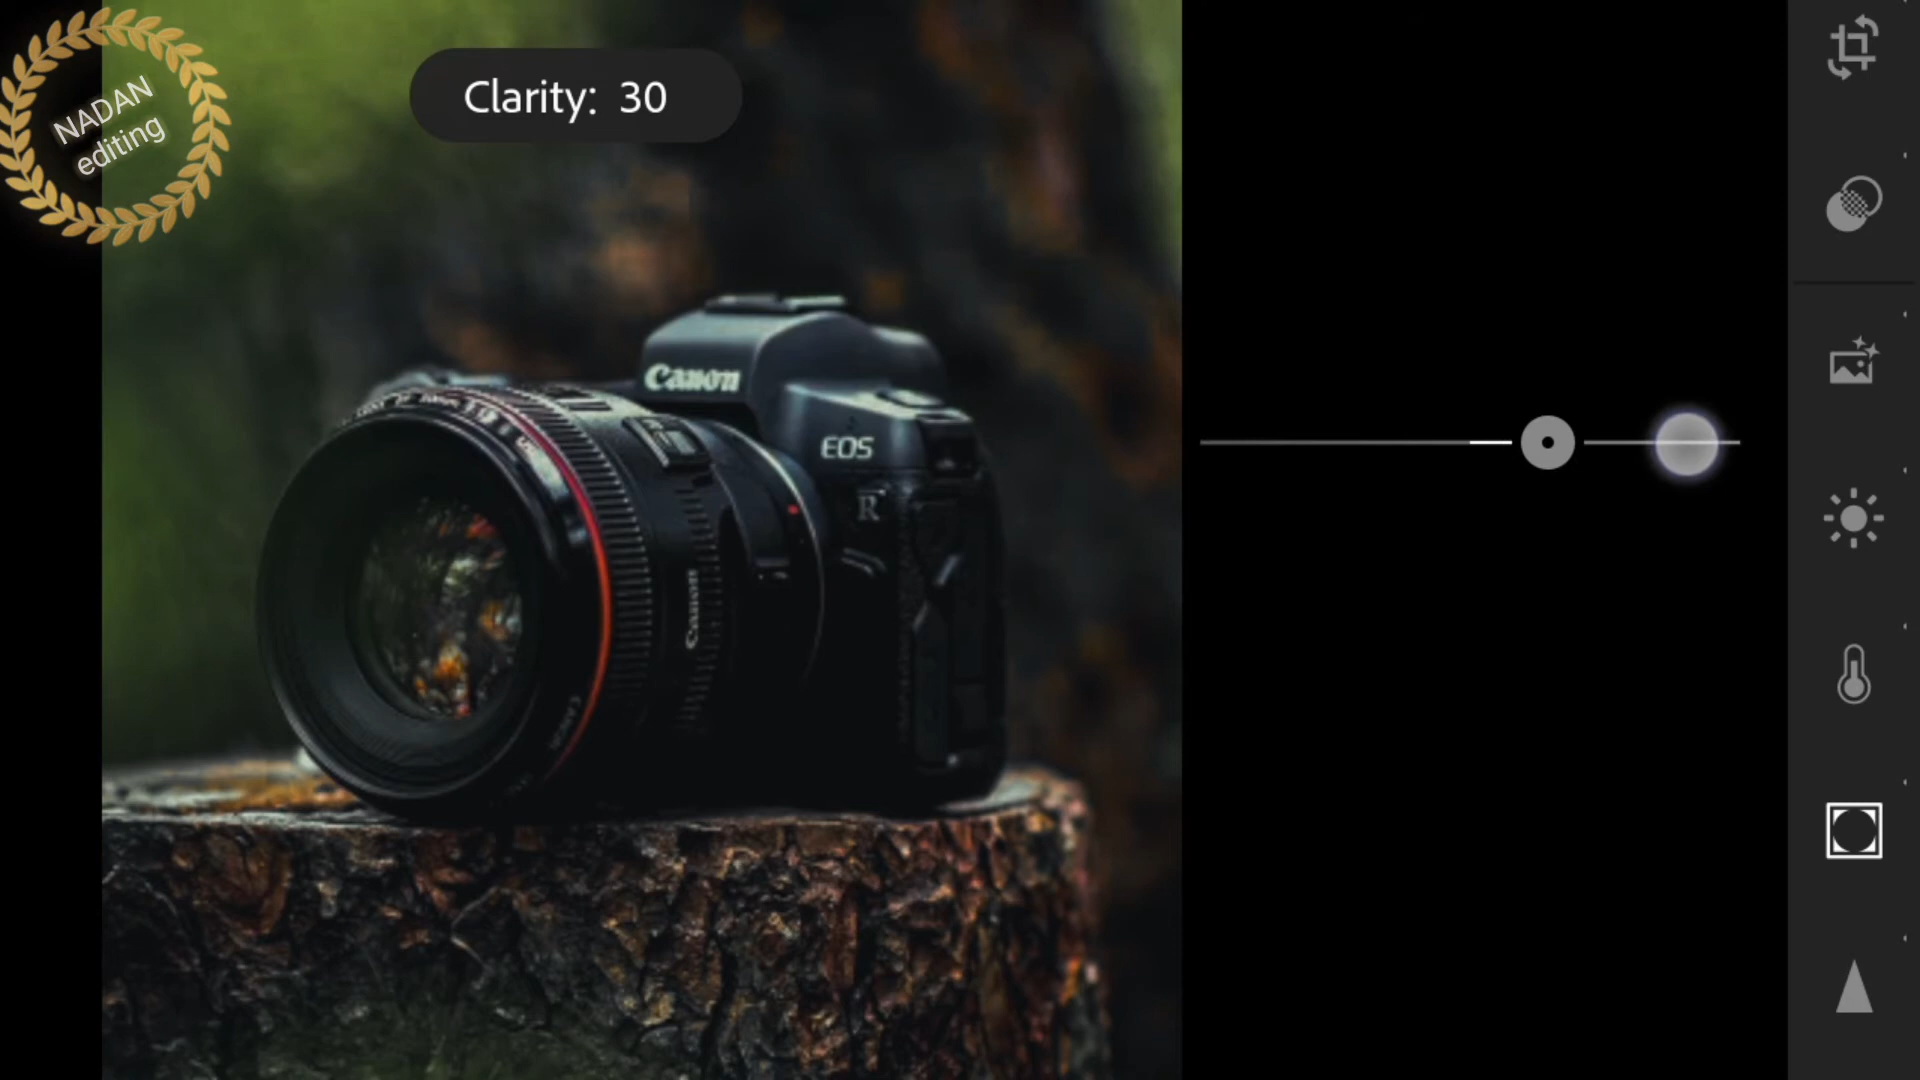 NADAN
editing
Clarity: 30
Canon
EOS
R
Canon